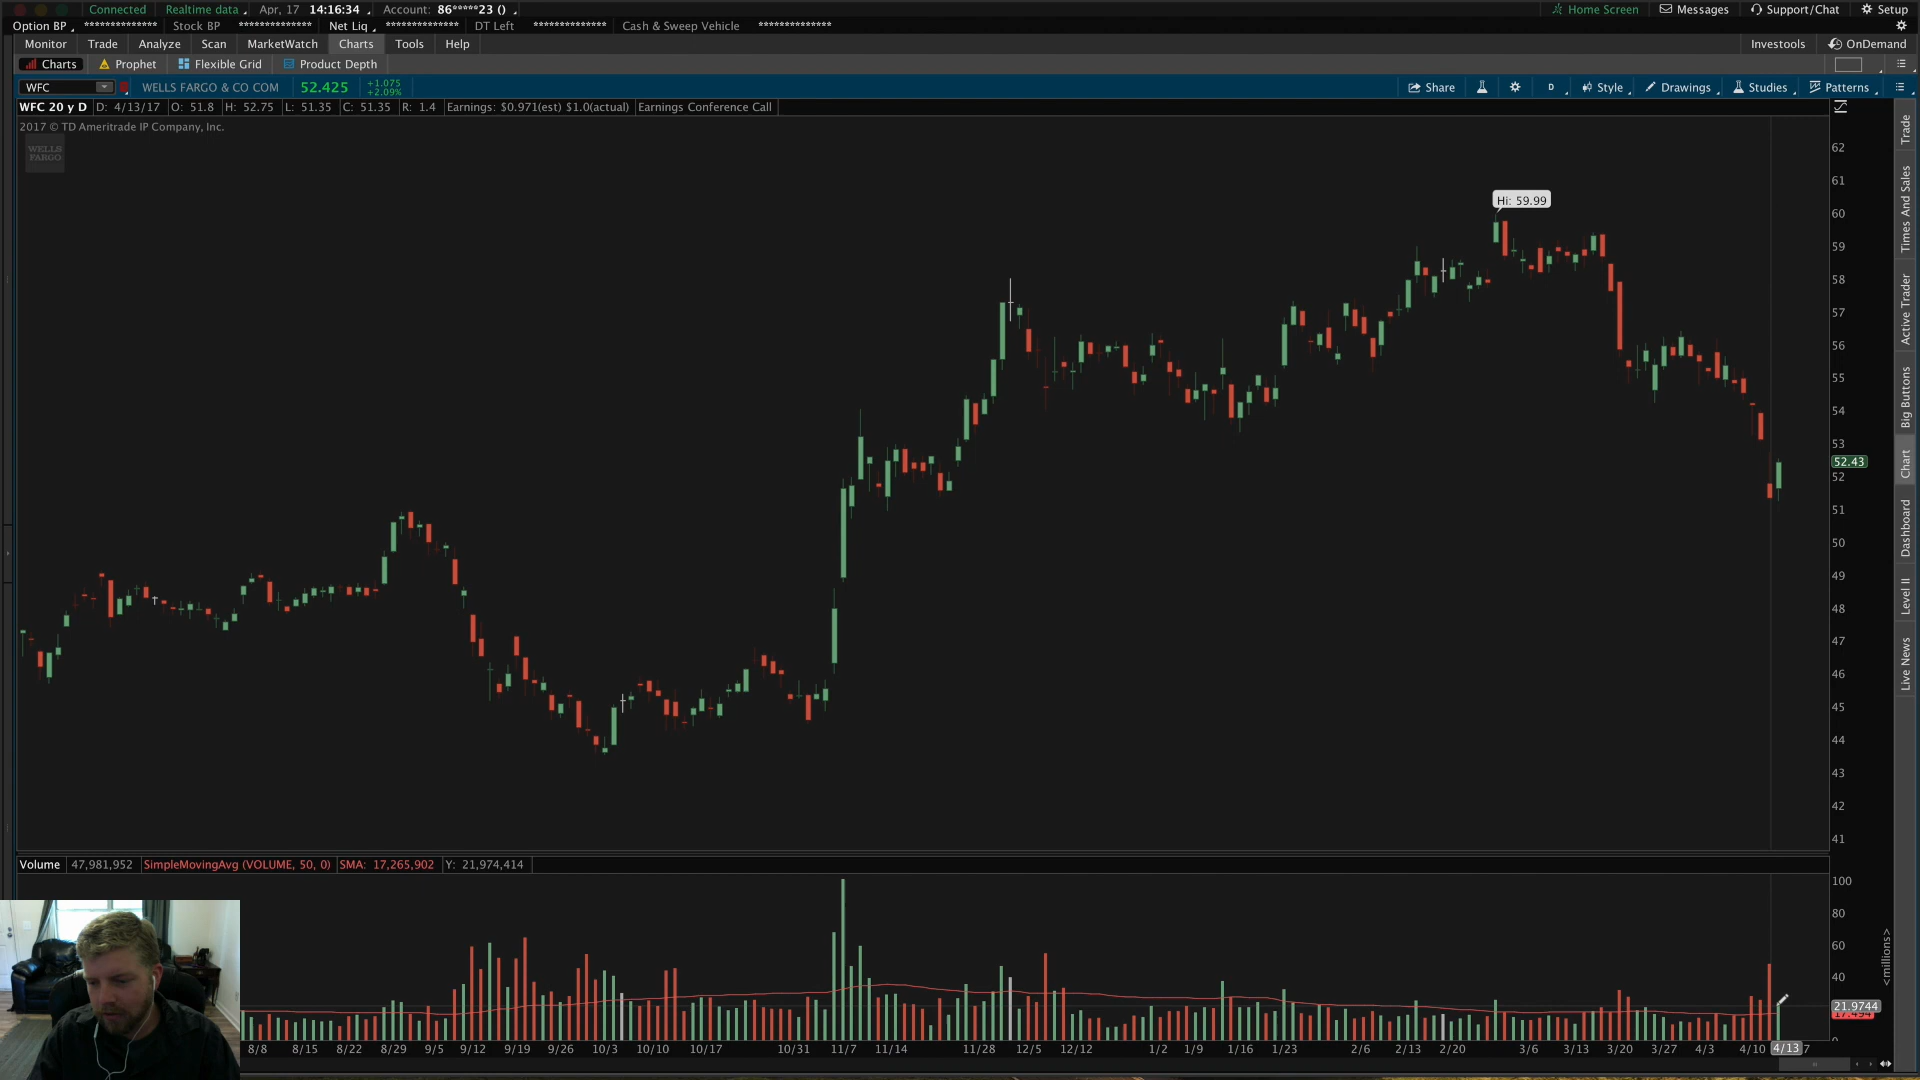 Connected Realtime data Apr, 17 14:16:34 Account: 86*****23 () Home Screen Messages Support/Chat Setup
Option BP ************** Stock BP ************** Net Liq ************** DT Left ************** Cash & Sweep Vehicle **************
Monitor Trade Analyze Scan MarketWatch Charts Tools Help Investools OnDemand
Charts Prophet Flexible Grid Product Depth
WFC WELLS FARGO & CO COM 52.425 +1.075 +2.09% Share D Style Drawings Studies Patterns
WFC 20 y D D: 4/13/17 O: 51.8 H: 52.75 L: 51.35 C: 51.35 R: 1.4 Earnings: $0.971(est) $1.0(actual) Earnings Conference Call
2017 © TD Ameritrade IP Company, Inc.
WELLS
FARGO
Hi: 59.99
62
61
60
59
58
57
56
55
54
53
52.43
52
51
50
49
48
47
46
45
44
43
42
41
Trade
Times And Sales
Active Trader
Big Buttons
Chart
Dashboard
Level II
Live News
Volume 47,981,952 SimpleMovingAvg (VOLUME, 50, 0) SMA: 17,265,902 Y: 21,974,414
100
80
60
40
21.9744
<millions>
8/8 8/15 8/22 8/29 9/5 9/12 9/19 9/26 10/3 10/10 10/17 10/31 11/7 11/14 11/28 12/5 12/12 1/2 1/9 1/16 1/23 2/6 2/13 2/20 3/6 3/13 3/20 3/27 4/3 4/10 4/13